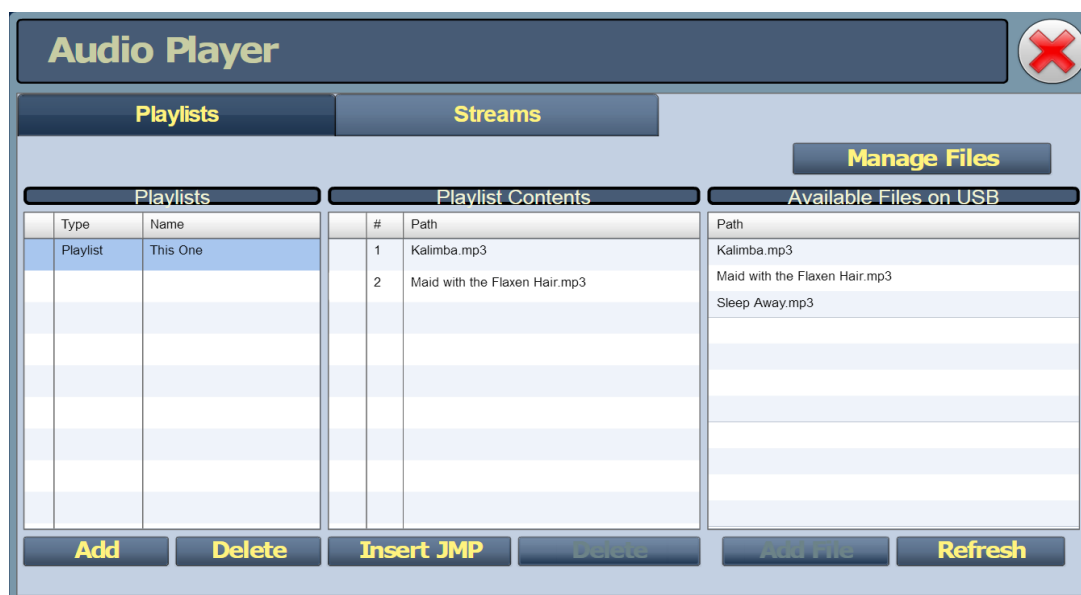 Audio Player
Playlists Streams
Manage Files
Playlists Playlist Contents Available Files on USB
Type Name # Path Path
Playlist This One 1 Kalimba.mp3 Kalimba.mp3
2 Maid with the Flaxen Hair.mp3 Maid with the Flaxen Hair.mp3
Sleep Away.mp3
Add Delete Insert JMP Delete Add File Refresh